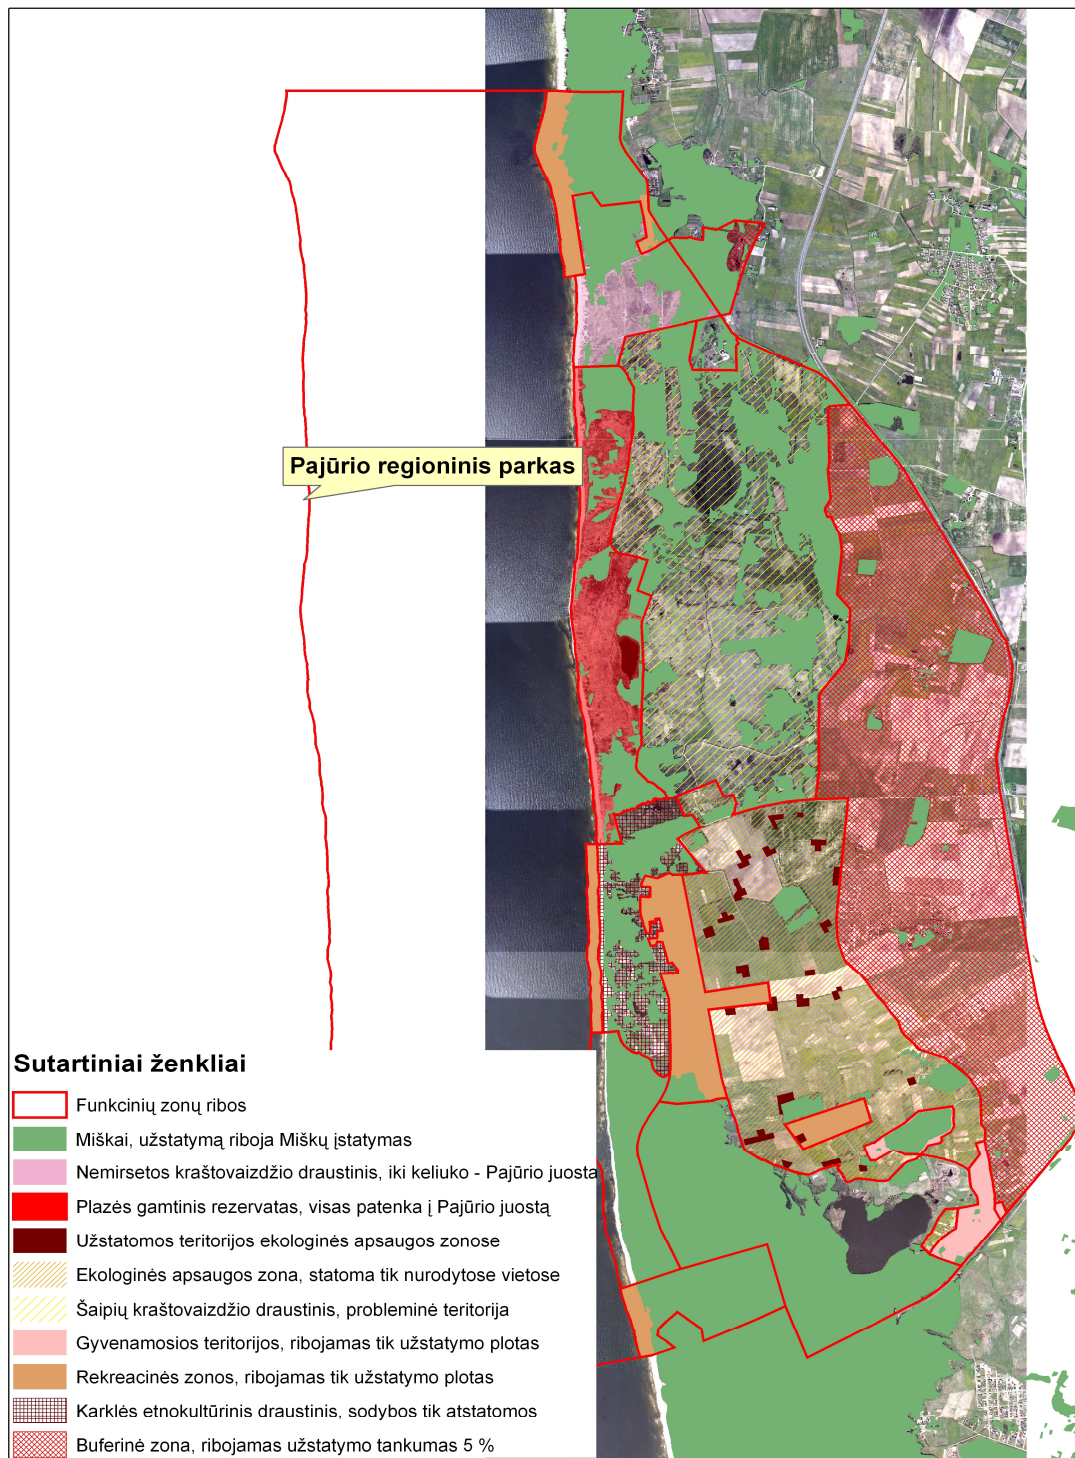 Pajūrio regioninis parkas
Sutartiniai ženklai
Funkcinių zonų ribos
Miškai, užstatymą riboja Miškų įstatymas
Nemirsetos kraštovaizdžio draustinis, iki keliuko - Pajūrio juosta
Plazės gamtinis rezervatas, visas patenka į Pajūrio juostą
Užstatomos teritorijos ekologinės apsaugos zonose
Ekologinės apsaugos zona, statoma tik nurodytose vietose
Šaipių kraštovaizdžio draustinis, probleminė teritorija
Gyvenamosios teritorijos, ribojamas tik užstatymo plotas
Rekreacinės zonos, ribojamas tik užstatymo plotas
Karklės etnokultūrinis draustinis, sodybos tik atstatomos
Buferinė zona, ribojamas užstatymo tankumas 5 %